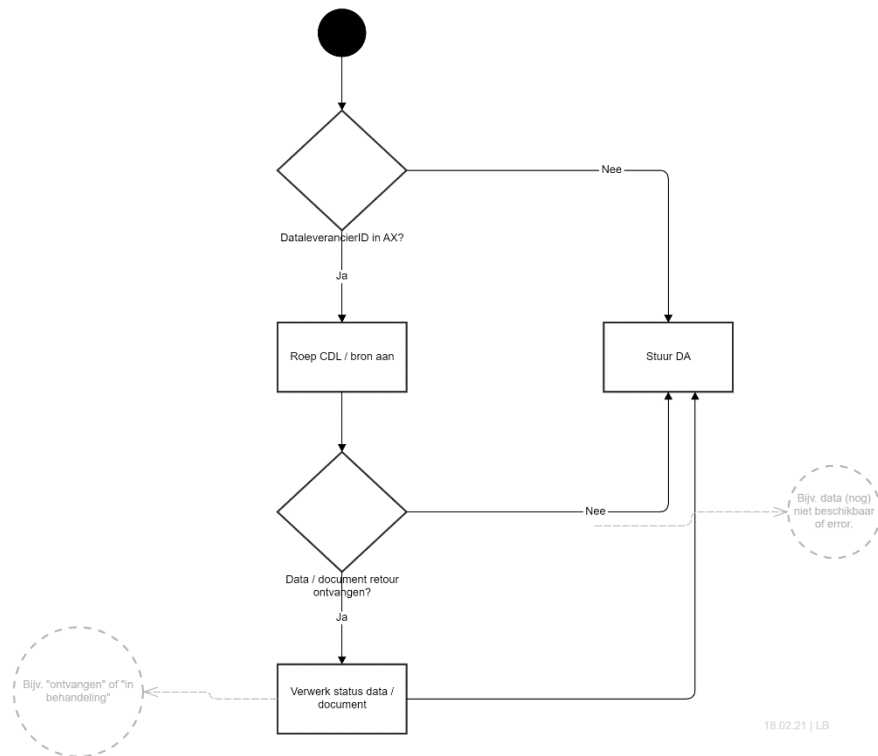 Nee
DataleverancierID in AX?
Ja
Roep CDL / bron aan
Stuur DA
Bijv. data (nog)
niet beschikbaar
of error.
Nee
Data / document retour
ontvangen?
Ja
Bijv. "ontvangen" of "in
behandeling"
Verwerk status data /
document
18.02.21 | LB